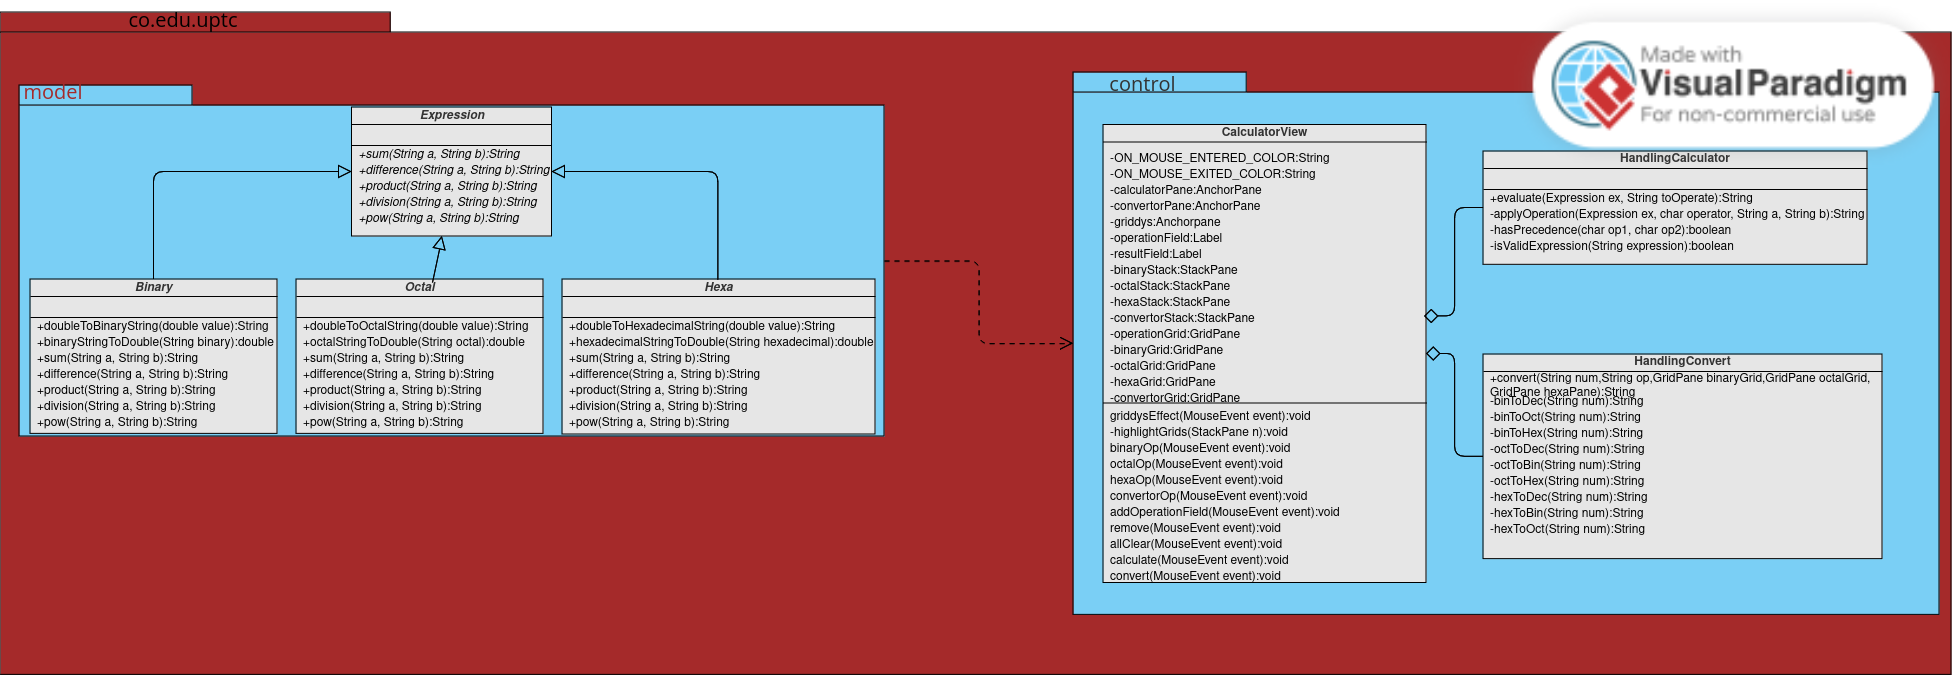 co.edu.uptc
model
Expression
+sum(String a, String b):String
+difference(String a, String b):String
+product(String a, String b):String
+division(String a, String b):String
+pow(String a, String b):String
Binary
+doubleToBinaryString(double value):String
+binaryStringToDouble(String binary):double
+sum(String a, String b):String
+difference(String a, String b):String
+product(String a, String b):String
+division(String a, String b):String
+pow(String a, String b):String
Octal
+doubleToOctalString(double value):String
+octalStringToDouble(String octal):double
+sum(String a, String b):String
+difference(String a, String b):String
+product(String a, String b):String
+division(String a, String b):String
+pow(String a, String b):String
Hexa
+doubleToHexadecimalString(double value):String
+hexadecimalStringToDouble(String hexadecimal):double
+sum(String a, String b):String
+difference(String a, String b):String
+product(String a, String b):String
+division(String a, String b):String
+pow(String a, String b):String
control
CalculatorView
-ON_MOUSE_ENTERED_COLOR:String
-ON_MOUSE_EXITED_COLOR:String
-calculatorPane:AnchorPane
-convertorPane:AnchorPane
-griddys:Anchorpane
-operationField:Label
-resultField:Label
-binaryStack:StackPane
-octalStack:StackPane
-hexaStack:StackPane
-convertorStack:StackPane
-operationGrid:GridPane
-binaryGrid:GridPane
-octalGrid:GridPane
-hexaGrid:GridPane
-convertorGrid:GridPane
griddysEffect(MouseEvent event):void
-highlightGrids(StackPane n):void
binaryOp(MouseEvent event):void
octalOp(MouseEvent event):void
hexaOp(MouseEvent event):void
convertorOp(MouseEvent event):void
addOperationField(MouseEvent event):void
remove(MouseEvent event):void
allClear(MouseEvent event):void
calculate(MouseEvent event):void
convert(MouseEvent event):void
Made with
Visual Paradigm
For non-commercial use
HandlingCalculator
+evaluate(Expression ex, String toOperate):String
-applyOperation(Expression ex, char operator, String a, String b):String
-hasPrecedence(char op1, char op2):boolean
-isValidExpression(String expression):boolean
HandlingConvert
+convert(String num,String op,GridPane binaryGrid,GridPane octalGrid,
GridPane hexaPane):String
-binToDec(String num):String
-binToOct(String num):String
-binToHex(String num):String
-octToDec(String num):String
-octToBin(String num):String
-octToHex(String num):String
-hexToDec(String num):String
-hexToBin(String num):String
-hexToOct(String num):String